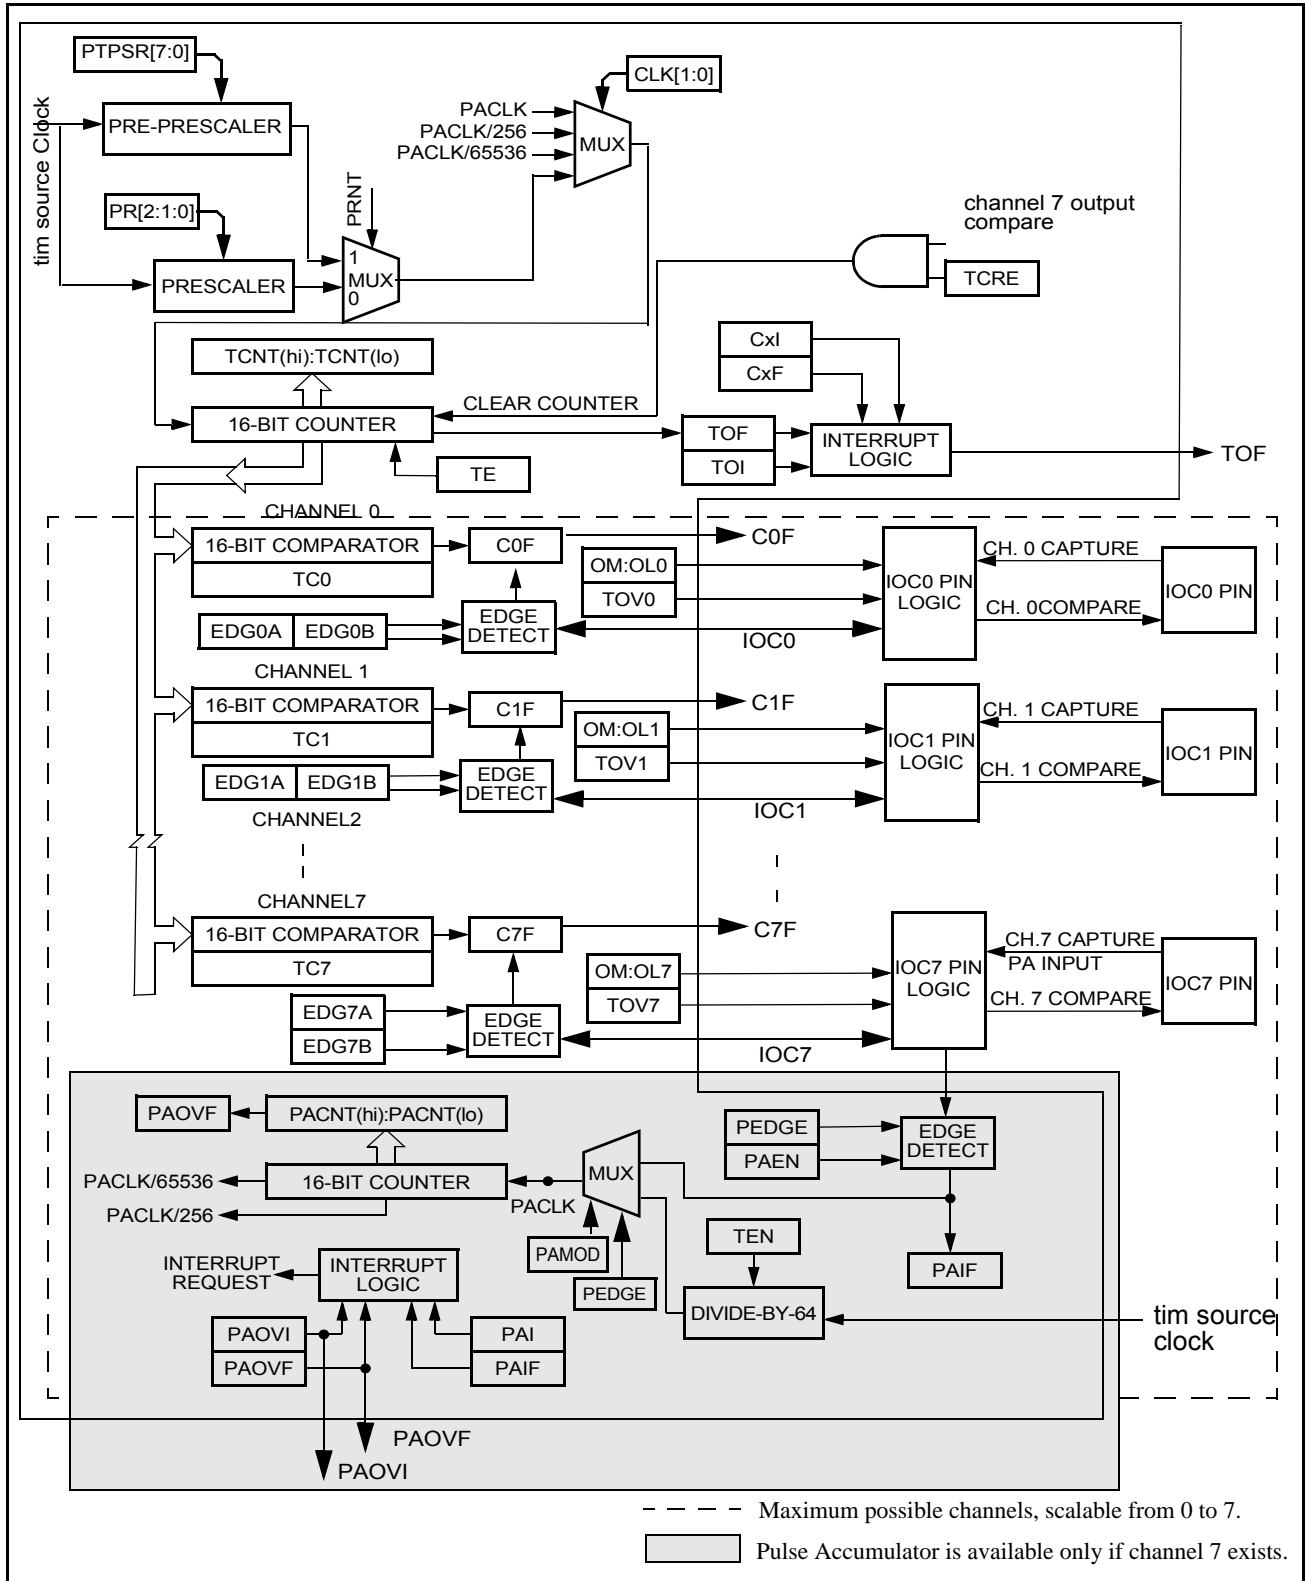 PTPSR[7:0]
CLK[1:0]
tim source Clock
PRE-PRESCALER
PACLK
PACLK/256
PACLK/65536
MUX
PR[2:1:0]
PRNT
channel 7 output
compare
1
MUX
0
PRESCALER
TCRE
TCNT(hi):TCNT(lo)
CxI
CxF
CLEAR COUNTER
16-BIT COUNTER
TOF
TOI
INTERRUPT
LOGIC
TOF
TE
CHANNEL 0
16-BIT COMPARATOR
TC0
C0F
C0F
OM:OL0
TOV0
IOC0 PIN
LOGIC
CH. 0 CAPTURE
CH. 0COMPARE
IOC0 PIN
EDG0A
EDG0B
EDGE
DETECT
IOC0
CHANNEL 1
16-BIT COMPARATOR
TC1
C1F
C1F
OM:OL1
TOV1
IOC1 PIN
LOGIC
CH. 1 CAPTURE
CH. 1 COMPARE
IOC1 PIN
EDG1A
EDG1B
EDGE
DETECT
IOC1
CHANNEL2
CHANNEL7
16-BIT COMPARATOR
TC7
C7F
C7F
OM:OL7
TOV7
IOC7 PIN
LOGIC
CH.7 CAPTURE
PA INPUT
CH. 7 COMPARE
IOC7 PIN
EDG7A
EDG7B
EDGE
DETECT
IOC7
PAOVF
PACNT(hi):PACNT(lo)
PEDGE
PAEN
EDGE
DETECT
MUX
PACLK/65536
16-BIT COUNTER
PACLK
PACLK/256
TEN
PAMOD
INTERRUPT
REQUEST
INTERRUPT
LOGIC
PAIF
PEDGE
DIVIDE-BY-64
tim source
clock
PAOVI
PAOVF
PAI
PAIF
PAOVF
PAOVI
Maximum possible channels, scalable from 0 to 7.
Pulse Accumulator is available only if channel 7 exists.